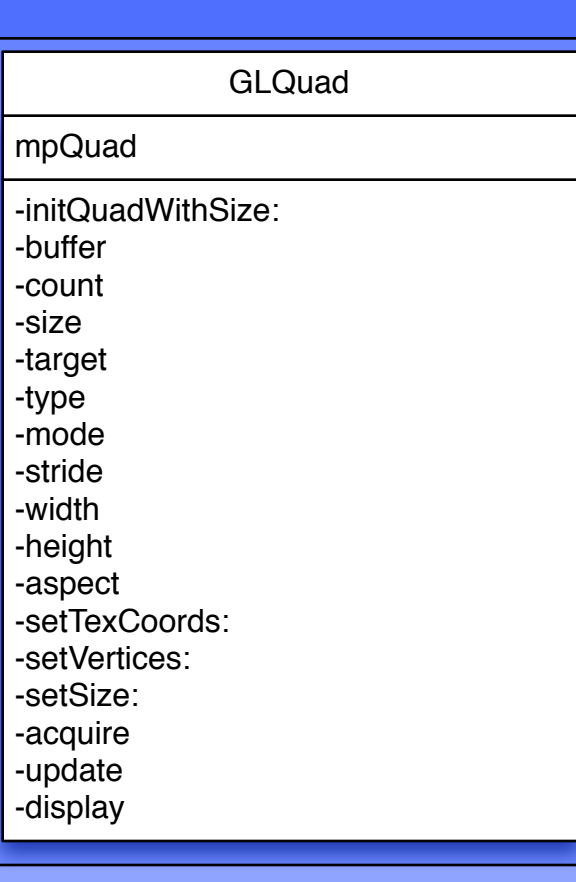 GLQuad
mpQuad
-initQuadWithSize:
-buffer
-count
-size
-target
-type
-mode
-stride
-width
-height
-aspect
-setTexCoords:
-setVertices:
-setSize:
-acquire
-update
-display